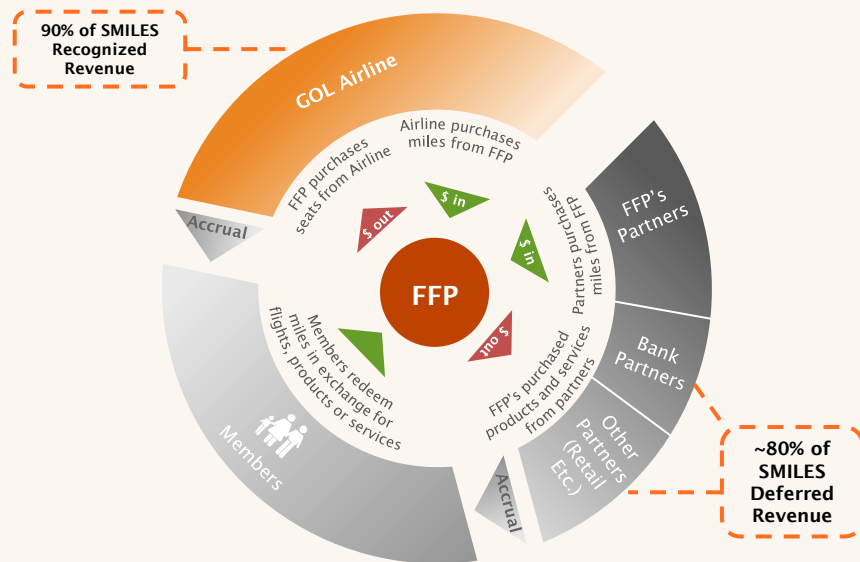 90% of SMILES
Recognized
Revenue
GOL Airline
Airline purchases
miles from FFP
FFP purchases
seats from Airline
$ in
$ out
Accrual
FFP's
Partners
Partners purchases
miles from FFP
$ in
FFP
Bank
Partners
$ out
FFP's purchased
products and services
from partners
Members redeem
miles in exchange for
flights, products or services
Members
Other
Partners
(Retail
Etc.)
Accrual
~80% of
SMILES
Deferred
Revenue